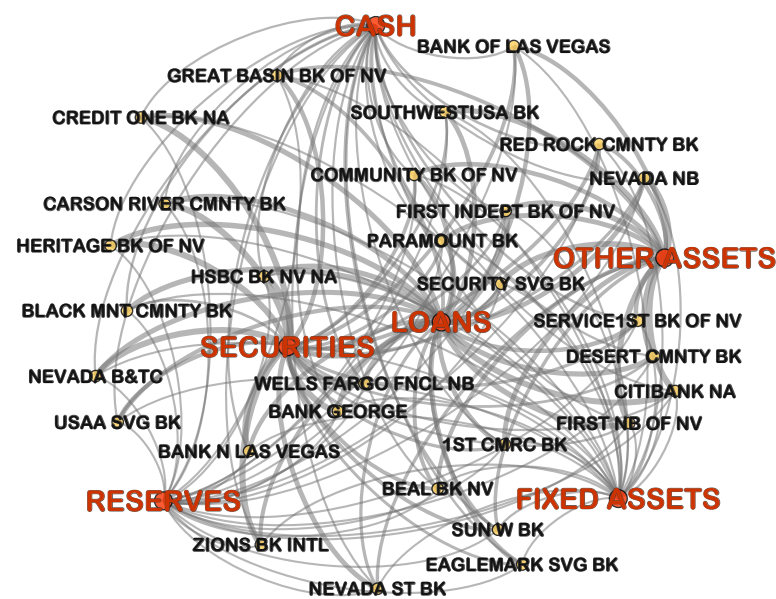 CASH
BANK OF LAS VEGAS
GREAT BASIN BK OF NV
CREDIT ONE BK NA
SOUTHWESTUSA BK
RED ROCK CMNTY BK
COMMUNITY BK OF NV
NEVADA NB
CARSON RIVER CMNTY BK
FIRST INDEPT BK OF NV
HERITAGE BK OF NV
PARAMOUNT BK
OTHER ASSETS
HSBC BK NV NA
SECURITY SVG BK
BLACK MNT CMNTY BK
LOANS
SERVICE1ST BK OF NV
SECURITIES
DESERT CMNTY BK
NEVADA B&TC
WELLS FARGO FNCL NB
CITIBANK NA
BANK GEORGE
USAA SVG BK
FIRST NB OF NV
BANK N LAS VEGAS
1ST CMRC BK
BEAL BK NV
RESERVES
FIXED ASSETS
SUNW BK
ZIONS BK INTL
EAGLEMARK SVG BK
NEVADA ST BK